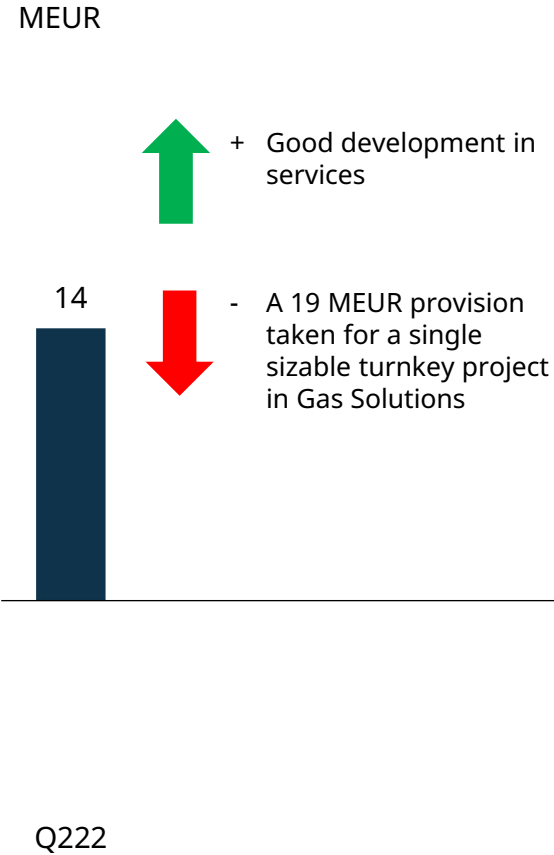 MEUR
+ Good development in
services
14
- A 19 MEUR provision
taken for a single
sizable turnkey project
in Gas Solutions
Q222